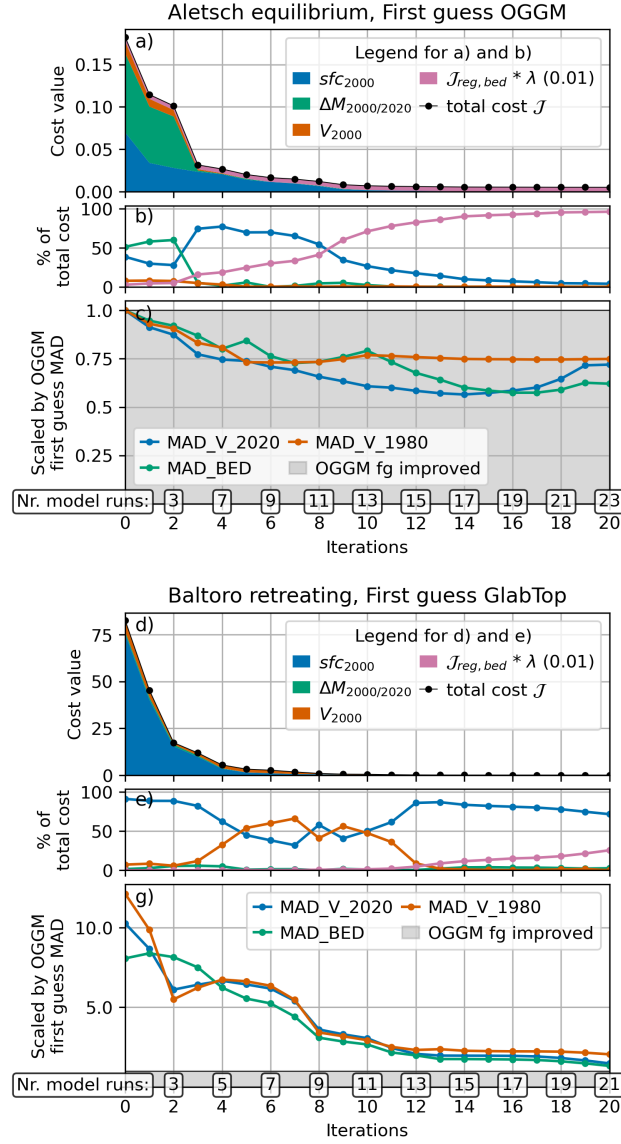 Aletsch equilibrium, First guess OGGM
a)
Legend for a) and b)
sfc2000
ΔM2000/2020
V2000
𝒥reg, bed * λ (0.01)
total cost 𝒥
Cost value
0.15
0.10
0.05
0.00
b)
% of
total cost
100
50
0
c)
Scaled by OGGM
first guess MAD
1.0
0.75
0.5
0.25
MAD_V_2020
MAD_BED
MAD_V_1980
OGGM fg improved
Nr. model runs: 3 7 9 11 13 15 17 19 21 23
0 2 4 6 8 10 12 14 16 18 20
Iterations
Baltoro retreating, First guess GlabTop
d)
Legend for d) and e)
sfc2000
ΔM2000/2020
V2000
𝒥reg, bed * λ (0.01)
total cost 𝒥
Cost value
75
50
25
0
e)
% of
total cost
100
50
0
g)
Scaled by OGGM
first guess MAD
10.0
5.0
MAD_V_2020
MAD_BED
MAD_V_1980
OGGM fg improved
Nr. model runs: 3 5 7 9 11 13 15 17 19 21
0 2 4 6 8 10 12 14 16 18 20
Iterations